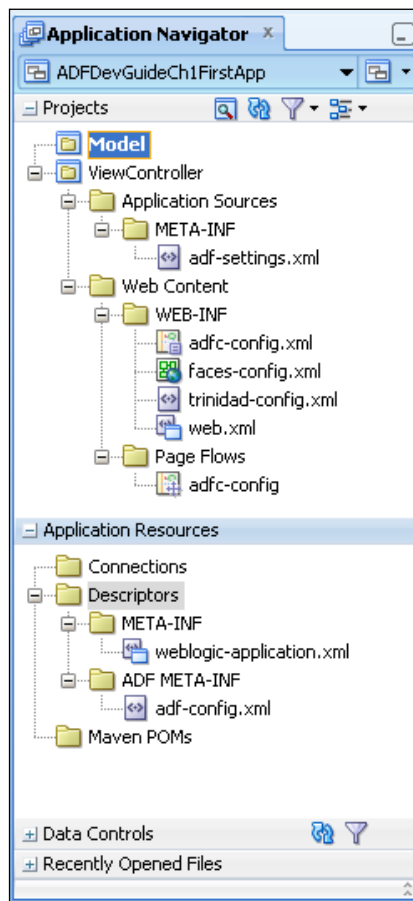 Application Navigator
ADFDevGuideCh1FirstApp
Projects
Model
ViewController
Application Sources
META-INF
adf-settings.xml
Web Content
WEB-INF
adfc-config.xml
faces-config.xml
trinidad-config.xml
web.xml
Page Flows
adfc-config
Application Resources
Connections
Descriptors
META-INF
weblogic-application.xml
ADF META-INF
adf-config.xml
Maven POMs
Data Controls
Recently Opened Files